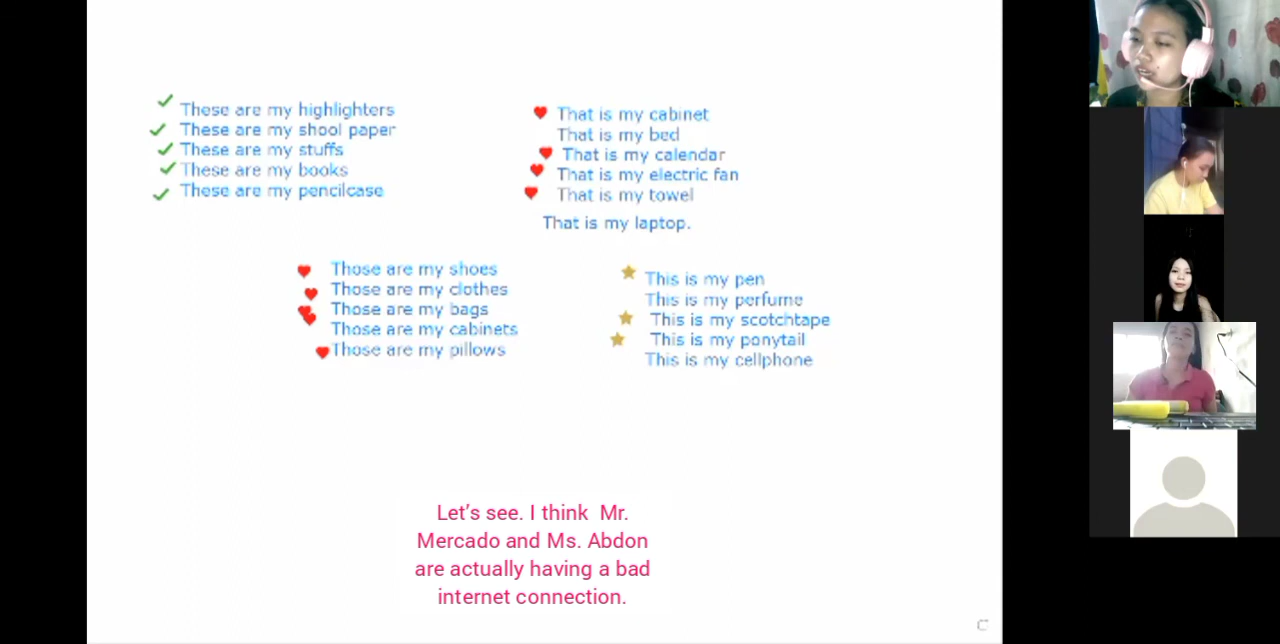 These are my highlighters
These are my shool paper
These are my stuffs
These are my books
These are my pencilcase
That is my cabinet
That is my bed
That is my calendar
That is my electric fan
That is my towel
That is my laptop.
Those are my shoes
Those are my clothes
Those are my bags
Those are my cabinets
Those are my pillows
This is my pen
This is my perfume
This is my scotchtape
This is my ponytail
This is my cellphone
Let's see. I think Mr.
Mercado and Ms. Abdon
are actually having a bad
internet connection.